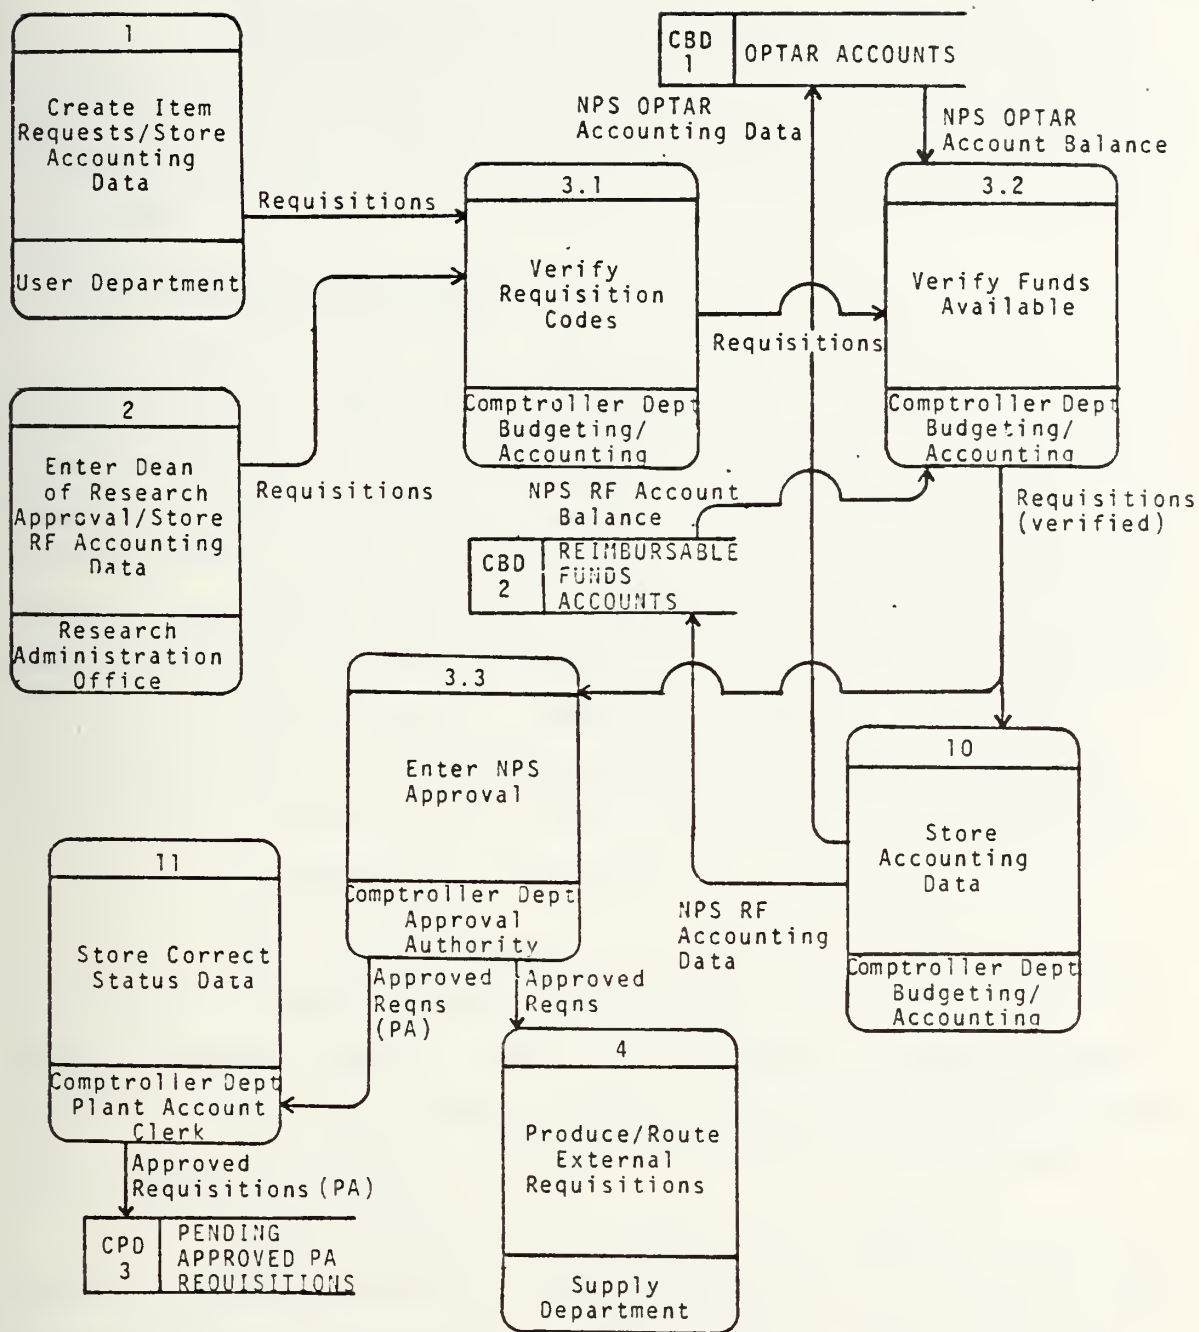 1
Create Item
Requests/Store
Accounting
Data
User Department
CBD
1
OPTAR ACCOUNTS
NPS OPTAR
Accounting Data
NPS OPTAR
Account Balance
Requisitions
3.1
Verify
Requisition
Codes
Comptroller Dept
Budgeting/
Accounting
Requisitions
3.2
Verify Funds
Available
Comptroller Dept
Budgeting/
Accounting
2
Enter Dean
of Research
Approval/Store
RF Accounting
Data
Research
Administration
Office
Requisitions
NPS RF Account
Balance
Requisitions
(verified)
CBD
2
REIMBURSABLE
FUNDS
ACCOUNTS
3.3
Enter NPS
Approval
Comptroller Dept
Approval
Authority
10
Store
Accounting
Data
Comptroller Dept
Budgeting/
Accounting
NPS RF
Accounting
Data
11
Store Correct
Status Data
Comptroller Dept
Plant Account
Clerk
Approved
Reqns
(PA)
Approved
Reqns
4
Produce/Route
External
Requisitions
Supply
Department
Approved
Requisitions (PA)
CPD
3
PENDING
APPROVED PA
REQUISITIONS